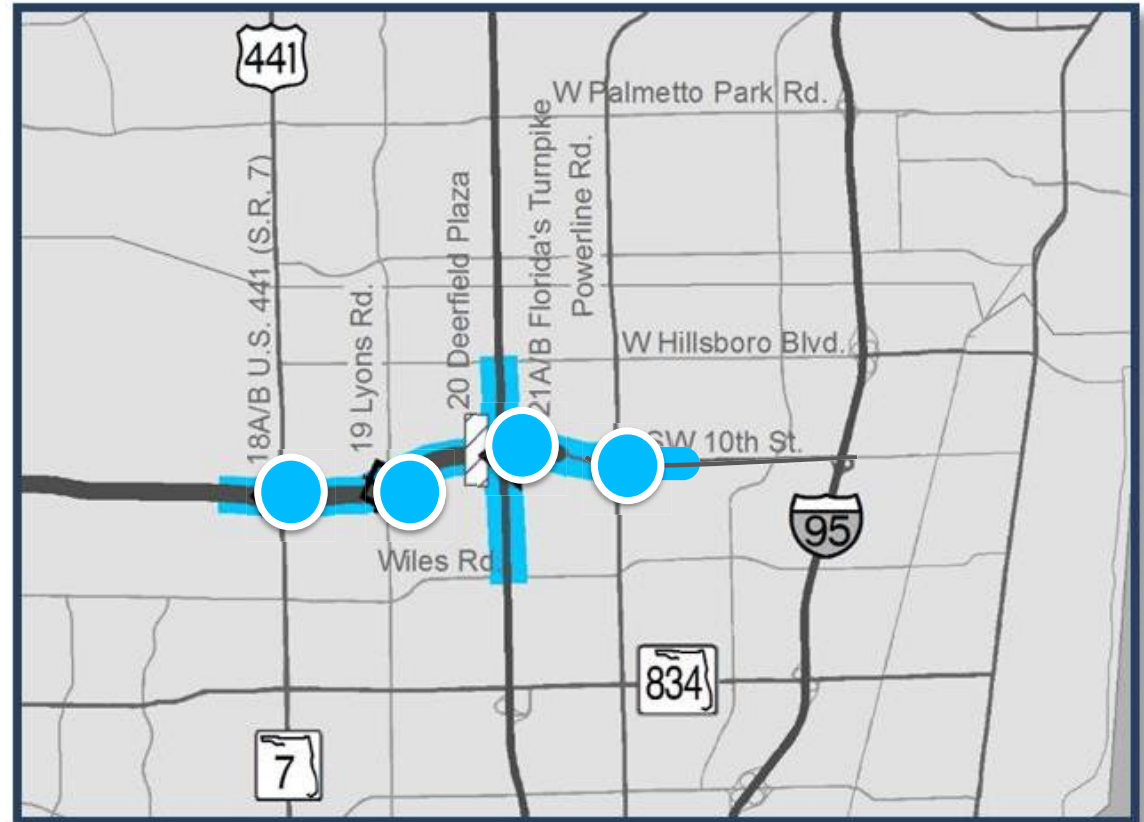 441
W Palmetto Park Rd.
18A/B U.S. 441 (S.R. 7)
19 Lyons Rd.
20 Deerfield Plaza
21A/B Florida's Turnpike
Powerline Rd.
W Hillsboro Blvd.
SW 10th St.
95
Wiles Rd.
834
7